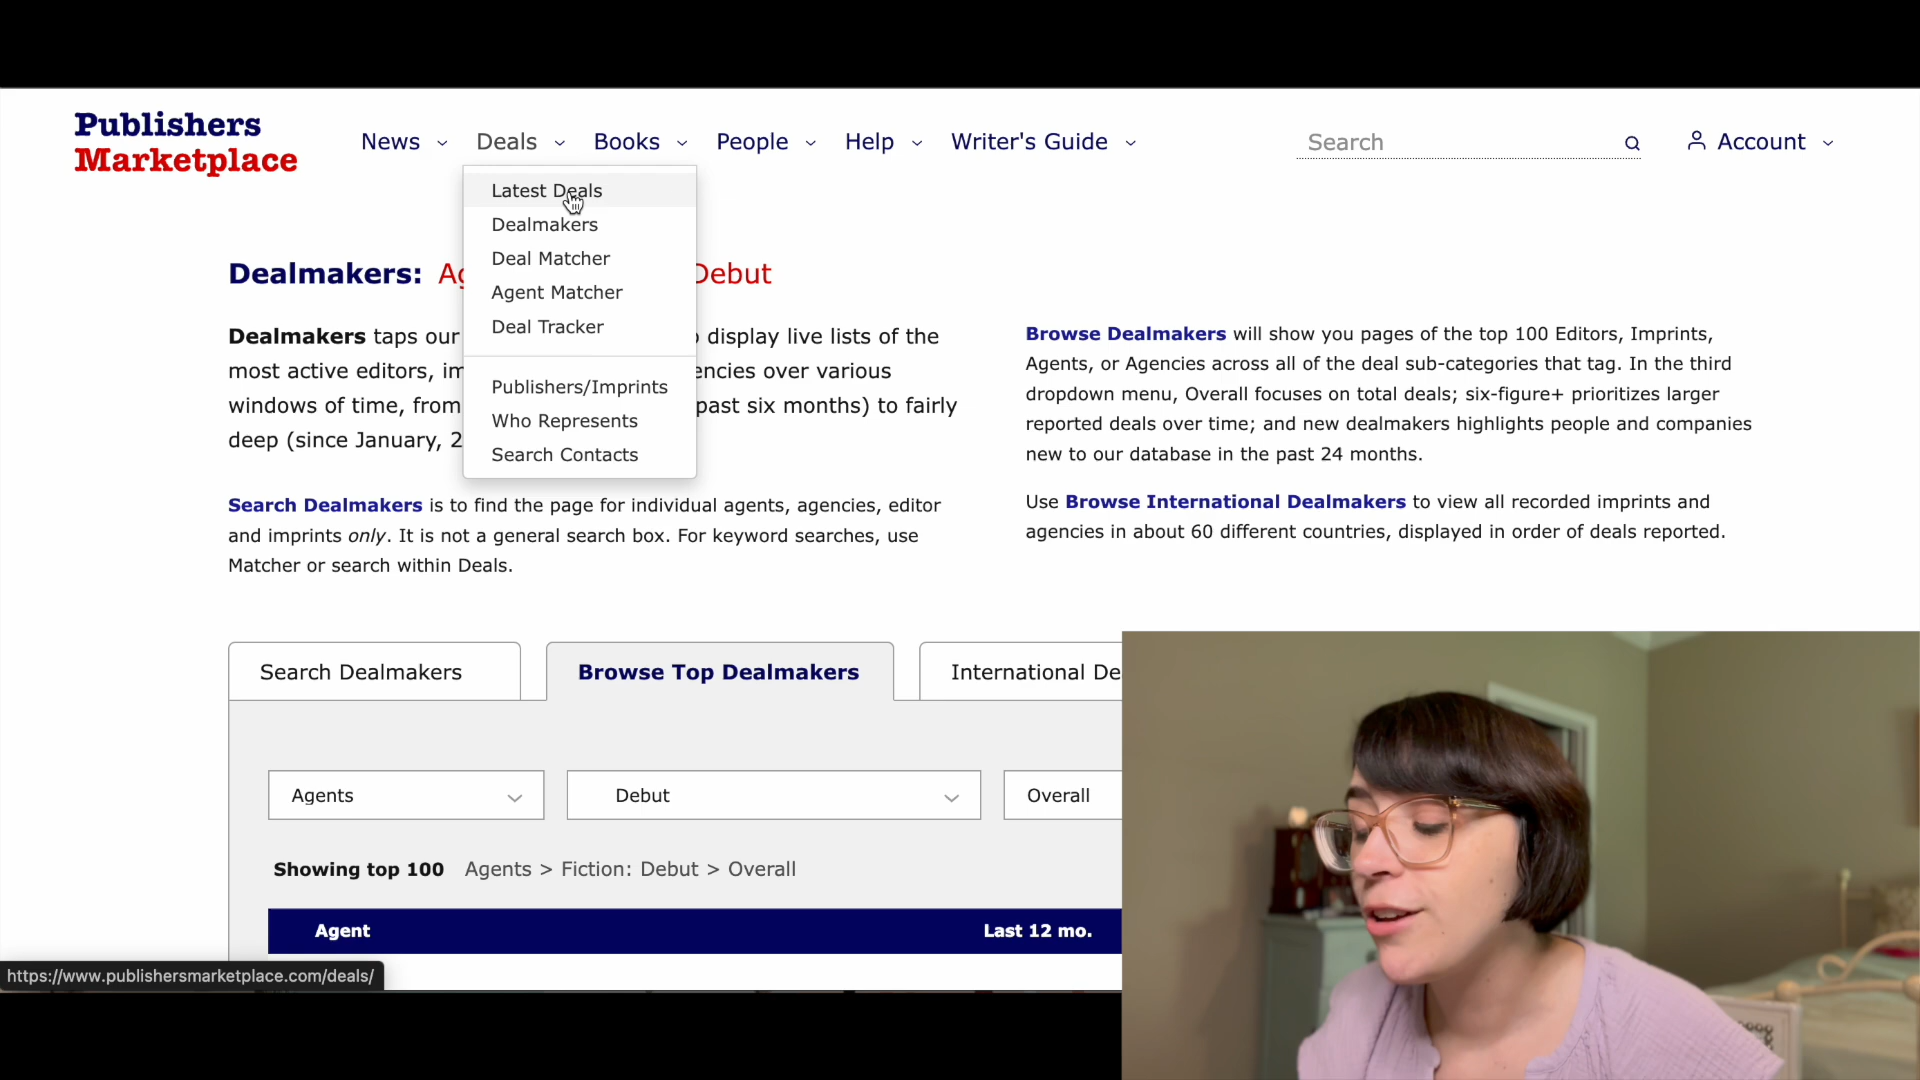 Publishers
Marketplace
News
Deals
Books
People
Help
Writer's Guide
Search
Account
Latest Deals
Dealmakers
Deal Matcher
Agent Matcher
Deal Tracker
Publishers/Imprints
Who Represents
Search Contacts
Dealmakers:
Debut
Dealmakers taps our display live lists of the
most active editors, encies over various
windows of time, from past six months) to fairly
deep (since January, 2
Search Dealmakers is to find the page for individual agents, agencies, editor
and imprints only. It is not a general search box. For keyword searches, use
Matcher or search within Deals.
Browse Dealmakers will show you pages of the top 100 Editors, Imprints,
Agents, or Agencies across all of the deal sub-categories that tag. In the third
dropdown menu, Overall focuses on total deals; six-figure+ prioritizes larger
reported deals over time; and new dealmakers highlights people and companies
new to our database in the past 24 months.
Use Browse International Dealmakers to view all recorded imprints and
agencies in about 60 different countries, displayed in order of deals reported.
Search Dealmakers
Browse Top Dealmakers
International De
Agents
Debut
Overall
Showing top 100 Agents > Fiction: Debut > Overall
Agent
Last 12 mo.
https://www.publishersmarketplace.com/deals/